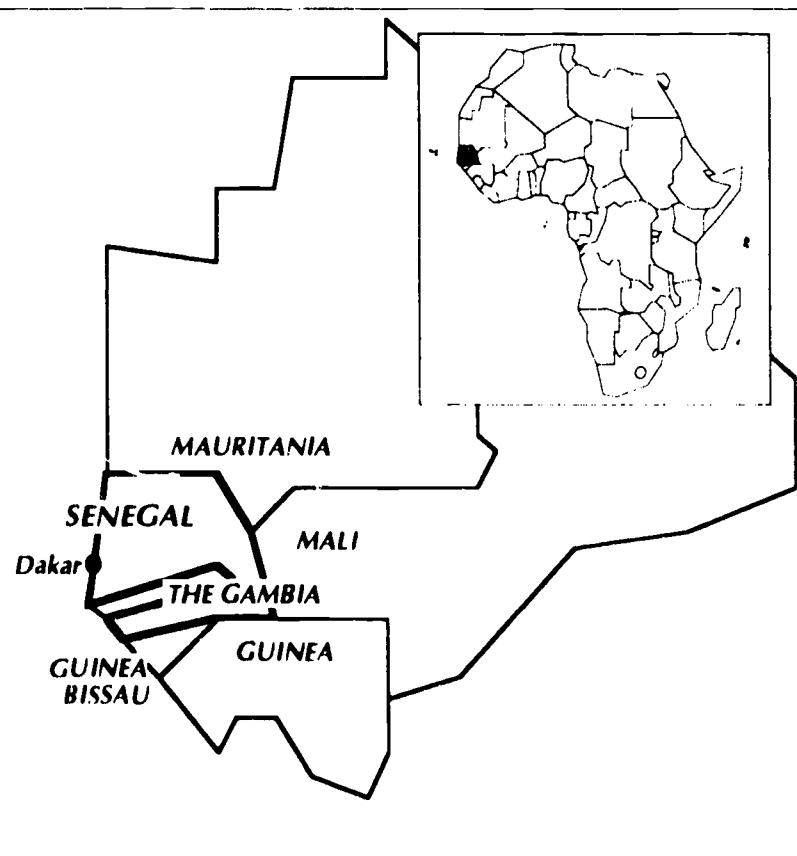 MAURITANIA
SENEGAL
MALI
Dakar
THE GAMBIA
GUINEA
GUINEA
BISSAU